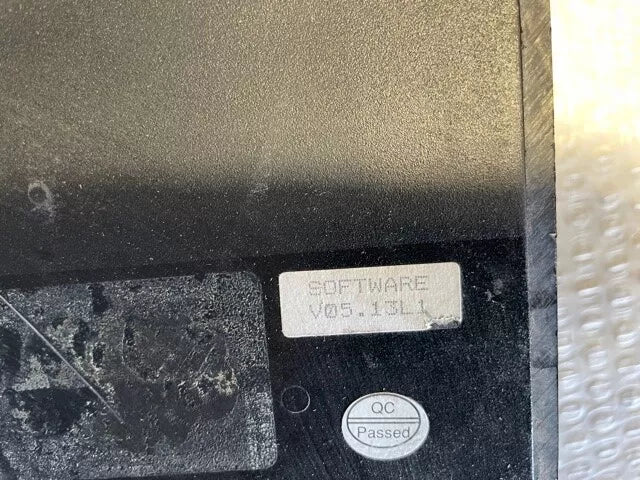 SOFTWARE
V05.13L1
QC
Passed